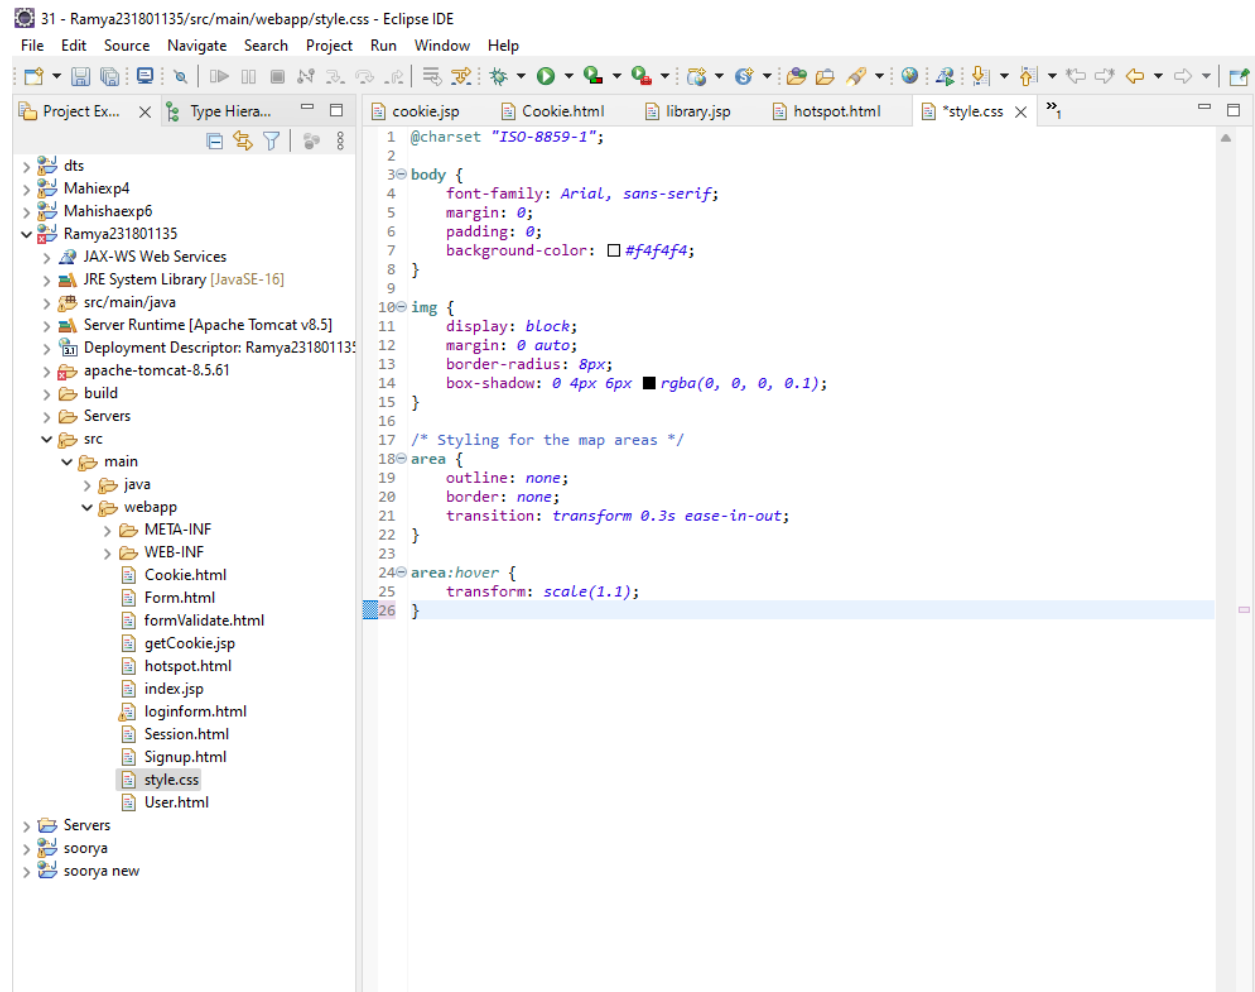 31 - Ramya231801135/src/main/webapp/style.css - Eclipse IDE
File Edit Source Navigate Search Project Run Window Help
Project Ex... Type Hiera...
dts
Mahiexp4
Mahishaexp6
Ramya231801135
JAX-WS Web Services
JRE System Library [JavaSE-16]
src/main/java
Server Runtime [Apache Tomcat v8.5]
Deployment Descriptor: Ramya231801135
apache-tomcat-8.5.61
build
Servers
src
main
java
webapp
META-INF
WEB-INF
Cookie.html
Form.html
formValidate.html
getCookie.jsp
hotspot.html
index.jsp
loginform.html
Session.html
Signup.html
style.css
User.html
Servers
soorya
soorya new
cookie.jsp Cookie.html library.jsp hotspot.html *style.css »1
1 @charset "ISO-8859-1";
2
3 body {
4     font-family: Arial, sans-serif;
5     margin: 0;
6     padding: 0;
7     background-color: #f4f4f4;
8 }
9
10 img {
11     display: block;
12     margin: 0 auto;
13     border-radius: 8px;
14     box-shadow: 0 4px 6px rgba(0, 0, 0, 0.1);
15 }
16
17 /* Styling for the map areas */
18 area {
19     outline: none;
20     border: none;
21     transition: transform 0.3s ease-in-out;
22 }
23
24 area:hover {
25     transform: scale(1.1);
26 }